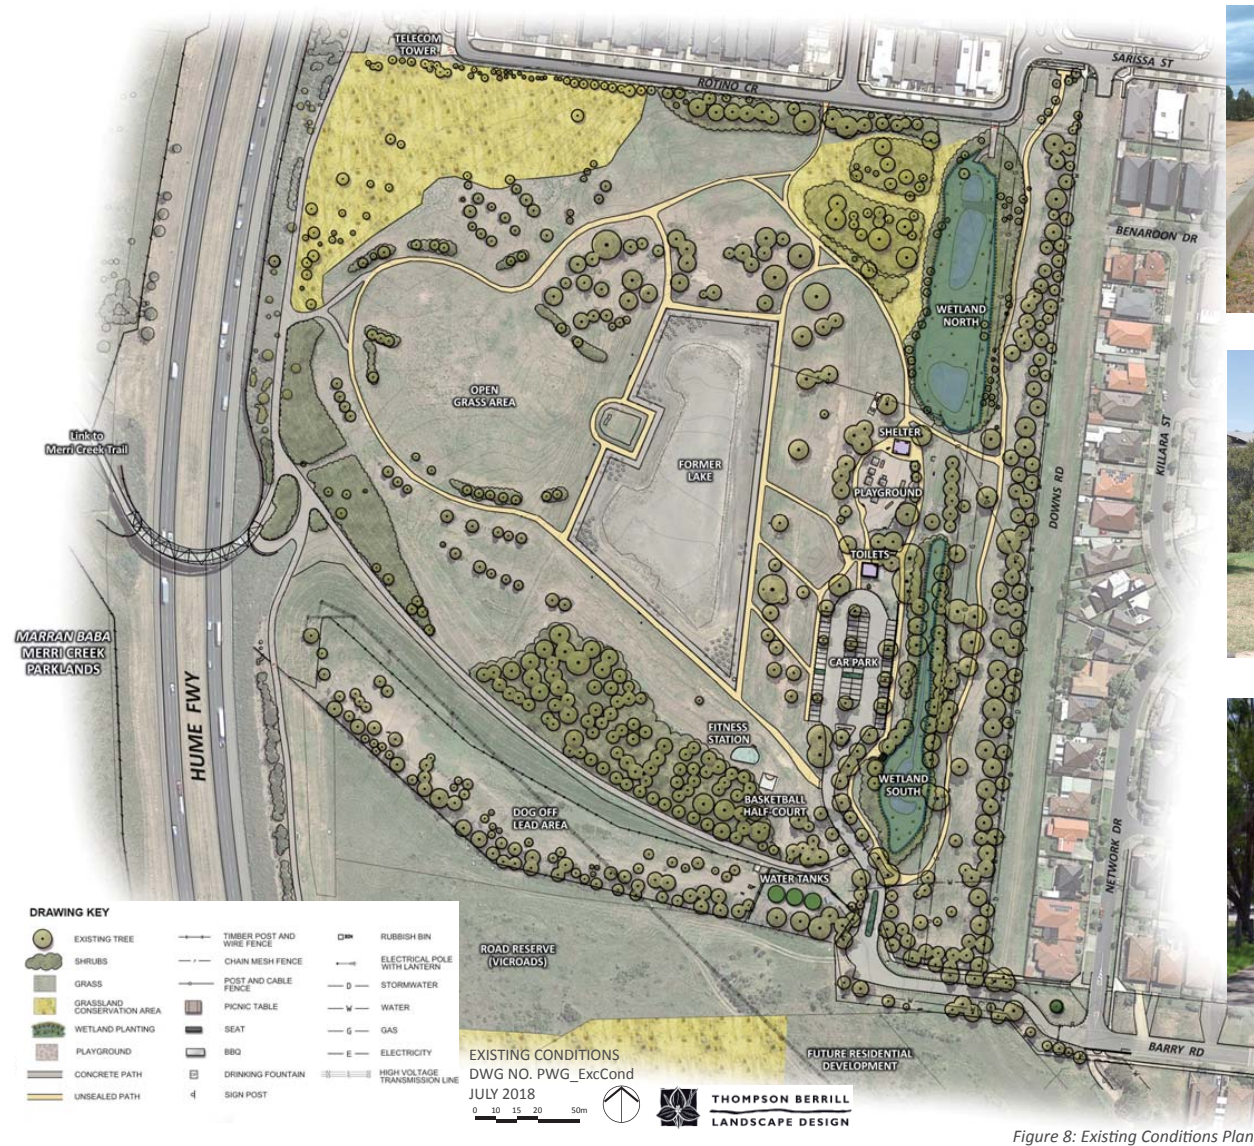 TELECOM
TOWER
SARISSA ST
ROTINO CR
BENAROON DR
WETLAND
NORTH
OPEN
GRASS AREA
Link to
Merri Creek Trail
SHELTER
KILLARA ST
FORMER
LAKE
PLAYGROUND
DOWNS RD
TOILETS
MARRAN BABA
MERRI CREEK
PARKLANDS
CAR PARK
HUME FWY
FITNESS
STATION
WETLAND
SOUTH
BASKETBALL
HALF-COURT
DOG OFF
LEAD AREA
NETWORK DR
WATER TANKS
ROAD RESERVE
(VICROADS)
BARRY RD
FUTURE RESIDENTIAL
DEVELOPMENT
DRAWING KEY
EXISTING TREE
SHRUBS
GRASS
GRASSLAND
CONSERVATION AREA
WETLAND PLANTING
PLAYGROUND
CONCRETE PATH
UNSEALED PATH
TIMBER POST AND
WIRE FENCE
CHAIN MESH FENCE
POST AND CABLE
FENCE
PICNIC TABLE
SEAT
BBQ
DRINKING FOUNTAIN
SIGN POST
RUBBISH BIN
ELECTRICAL POLE
WITH LANTERN
D STORMWATER
W WATER
G GAS
E ELECTRICITY
HIGH VOLTAGE
TRANSMISSION LINE
EXISTING CONDITIONS
DWG NO. PWG_ExcCond
JULY 2018
0 10 15 20 50m
THOMPSON BERRILL
LANDSCAPE DESIGN
Figure 8: Existing Conditions Plan